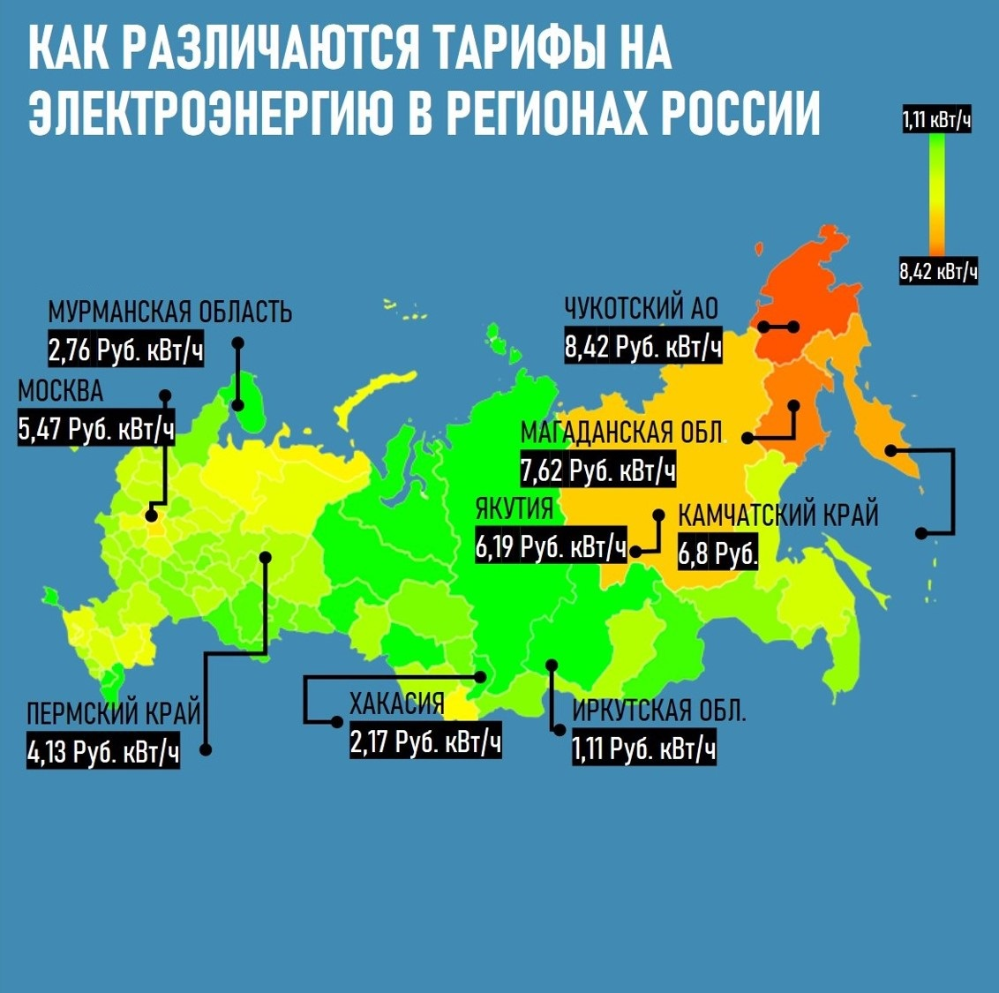 КАК РАЗЛИЧАЮТСЯ ТАРИФЫ НА
ЭЛЕКТРОЭНЕРГИЮ В РЕГИОНАХ РОССИИ
1,11 кВт/ч
8,42 кВт/ч
МУРМАНСКАЯ ОБЛАСТЬ
2,76 Руб. кВт/ч
МОСКВА
5,47 Руб. кВт/ч
ЧУКОТСКИЙ АО
8,42 Руб. кВт/ч
МАГАДАНСКАЯ ОБЛ.
7,62 Руб. кВт/ч
ЯКУТИЯ
6,19 Руб. кВт/ч
КАМЧАТСКИЙ КРАЙ
6,8 Руб.
ПЕРМСКИЙ КРАЙ
4,13 Руб. кВт/ч
ХАКАСИЯ
2,17 Руб. кВт/ч
ИРКУТСКАЯ ОБЛ.
1,11 Руб. кВт/ч